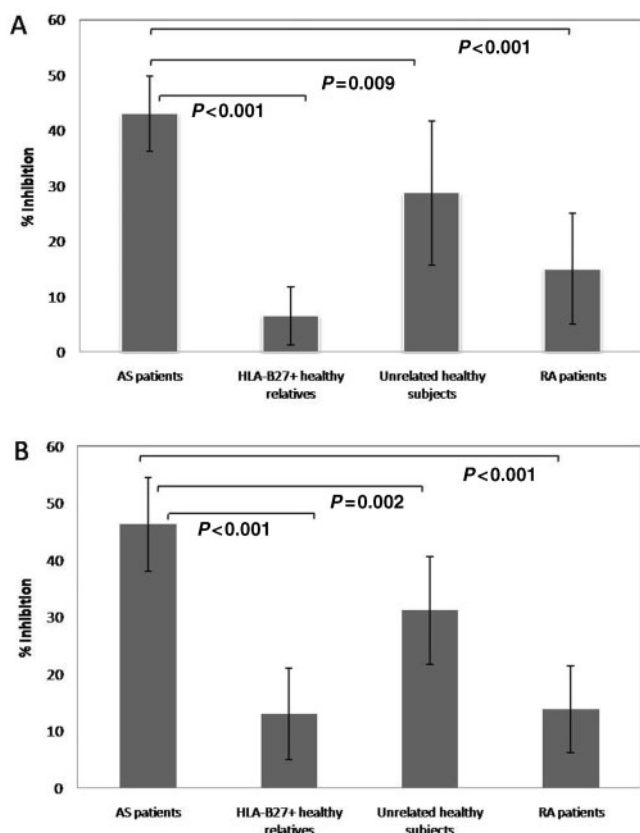 A
60
50
40
30
20
10
0
% Inhibition
P<0.001
P=0.009
P<0.001
AS patients
HLA-B27+ healthy
relatives
Unrelated healthy
subjects
RA patients
B
60
50
40
30
20
10
0
% Inhibition
P<0.001
P=0.002
P<0.001
AS patients
HLA-B27+ healthy
relatives
Unrelated healthy
subjects
RA patients